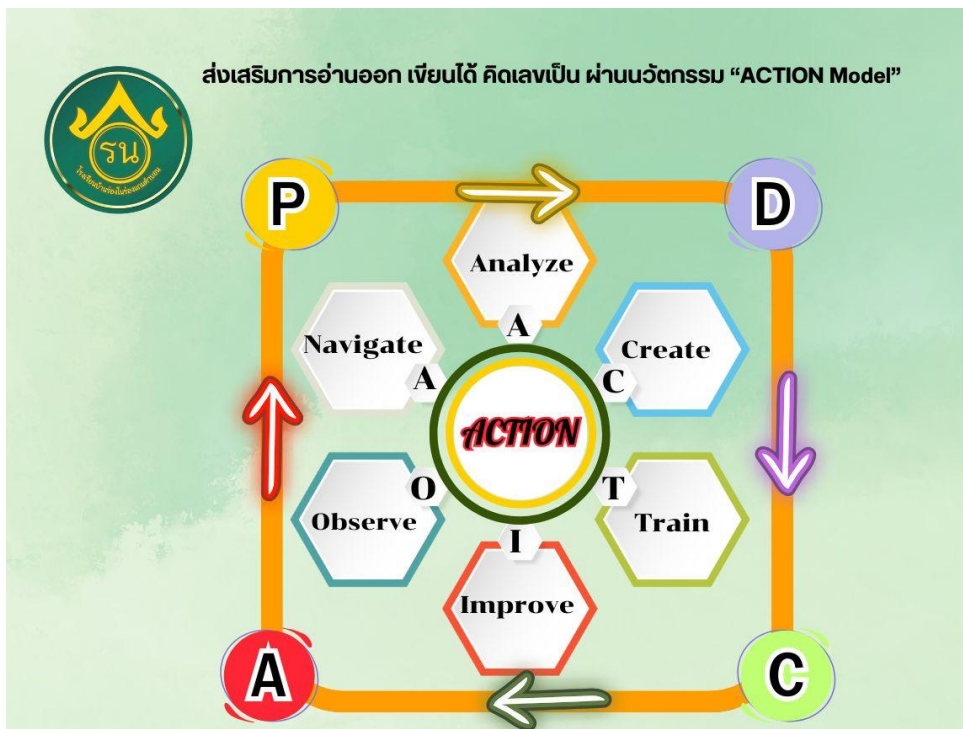 ส่งเสริมการอ่านออก เขียนได้ คิดเลขเป็น ผ่านนวัตกรรม “ACTION Model”
รน
P
D
Analyze
A
Navigate
A
Create
C
ACTION
Observe
O
Train
T
I
Improve
A
C